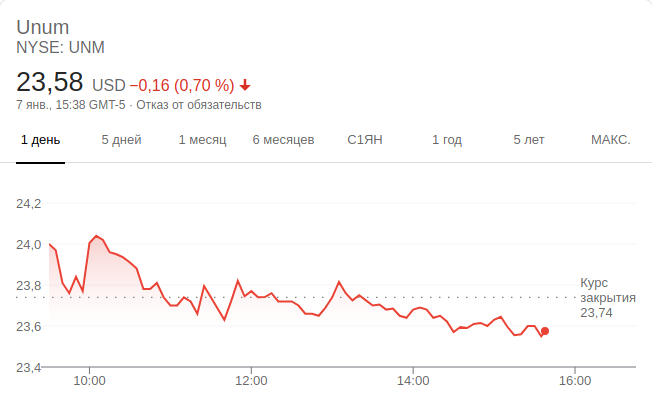 Unum
NYSE: UNM
23,58 USD −0,16 (0,70 %)
7 янв., 15:38 GMT-5 · Отказ от обязательств
1 день 5 дней 1 месяц 6 месяцев С1ЯН 1 год 5 лет МАКС.
24,2
24,0
23,8
Курс
закрытия
23,74
23,6
23,4
10:00 12:00 14:00 16:00